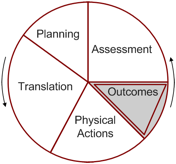 Planning
Assessment
Translation
Outcomes
Physical
Actions